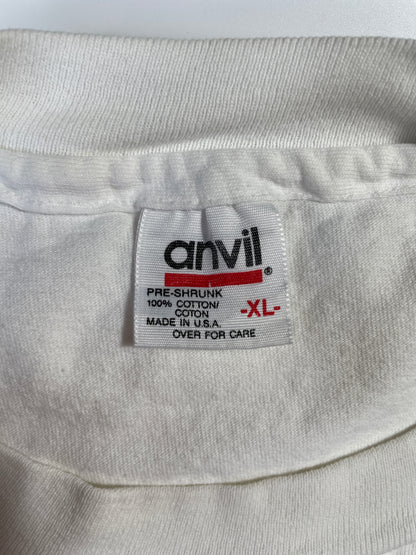 anvil®
PRE-SHRUNK
100% COTTON/
COTON
-XL-
MADE IN U.S.A.
OVER FOR CARE